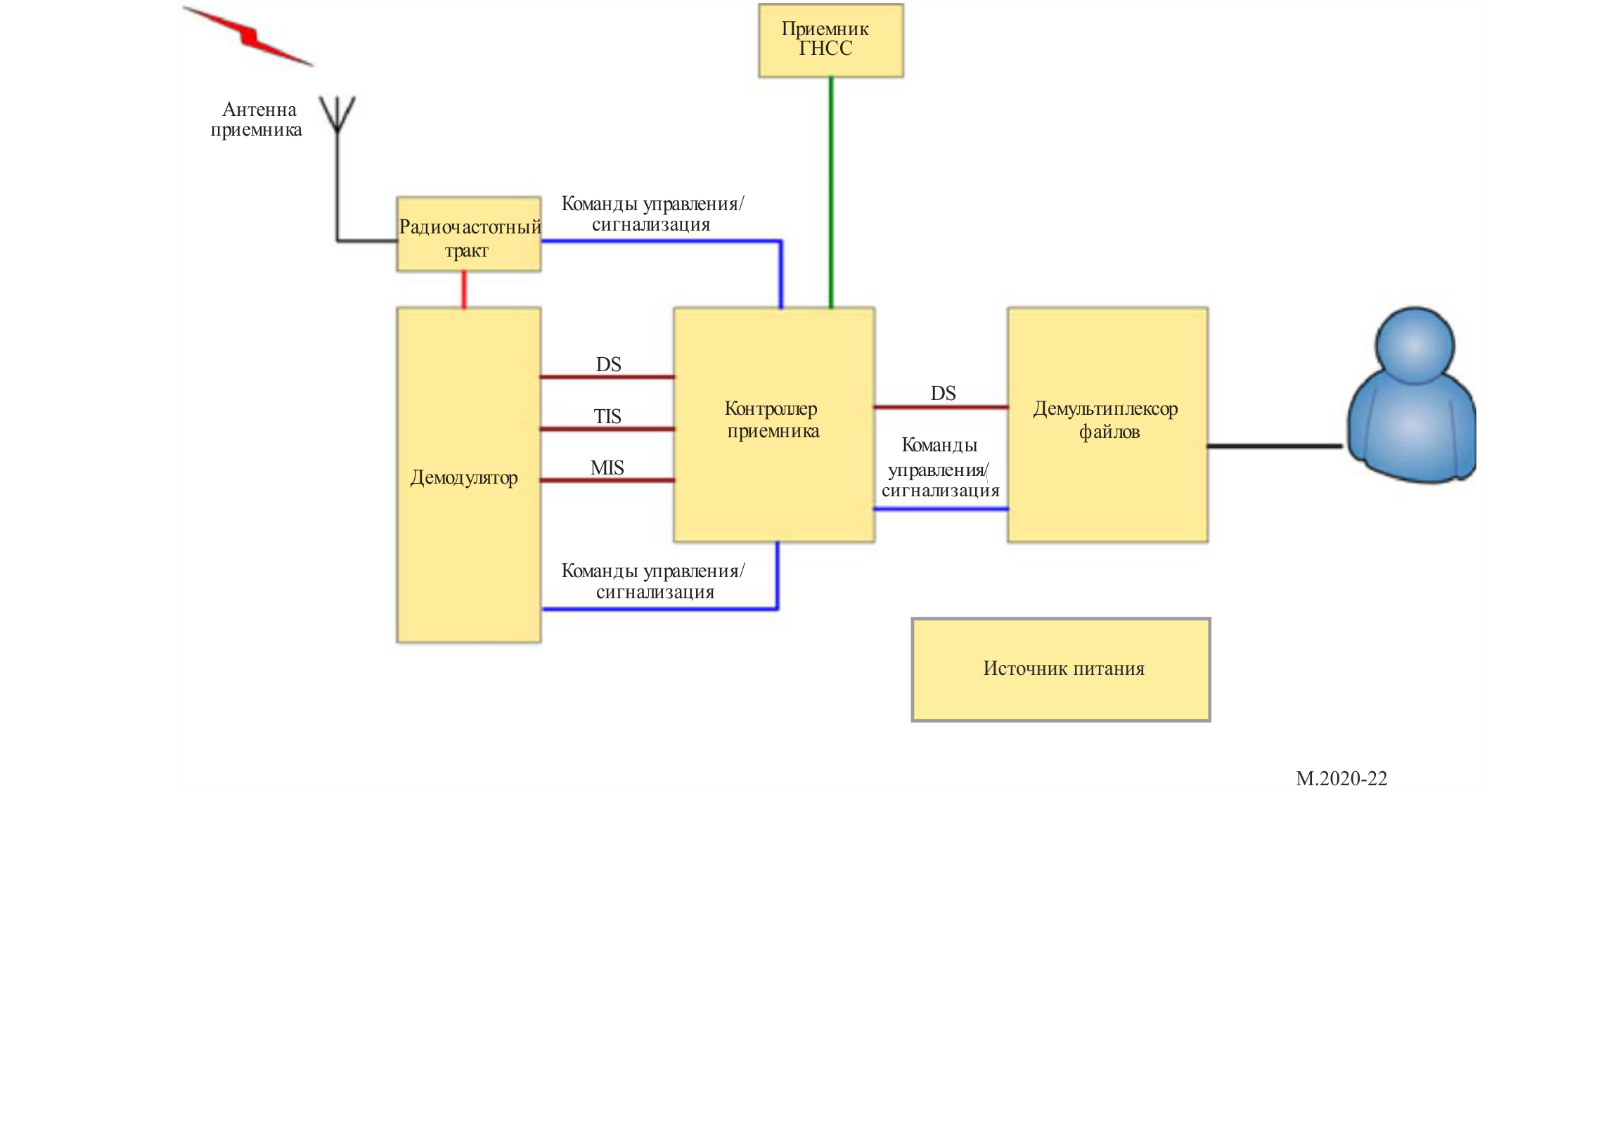 Приемник
ГНСС
Антенна
приемника
Команды управления/
сигнализация
Радиочастотный
тракт
DS
TIS
MIS
Демодулятор
Контроллер
приемника
DS
Команды
управления/
сигнализация
Демультиплексор
файлов
Команды управления/
сигнализация
Источник питания
M.2020-22